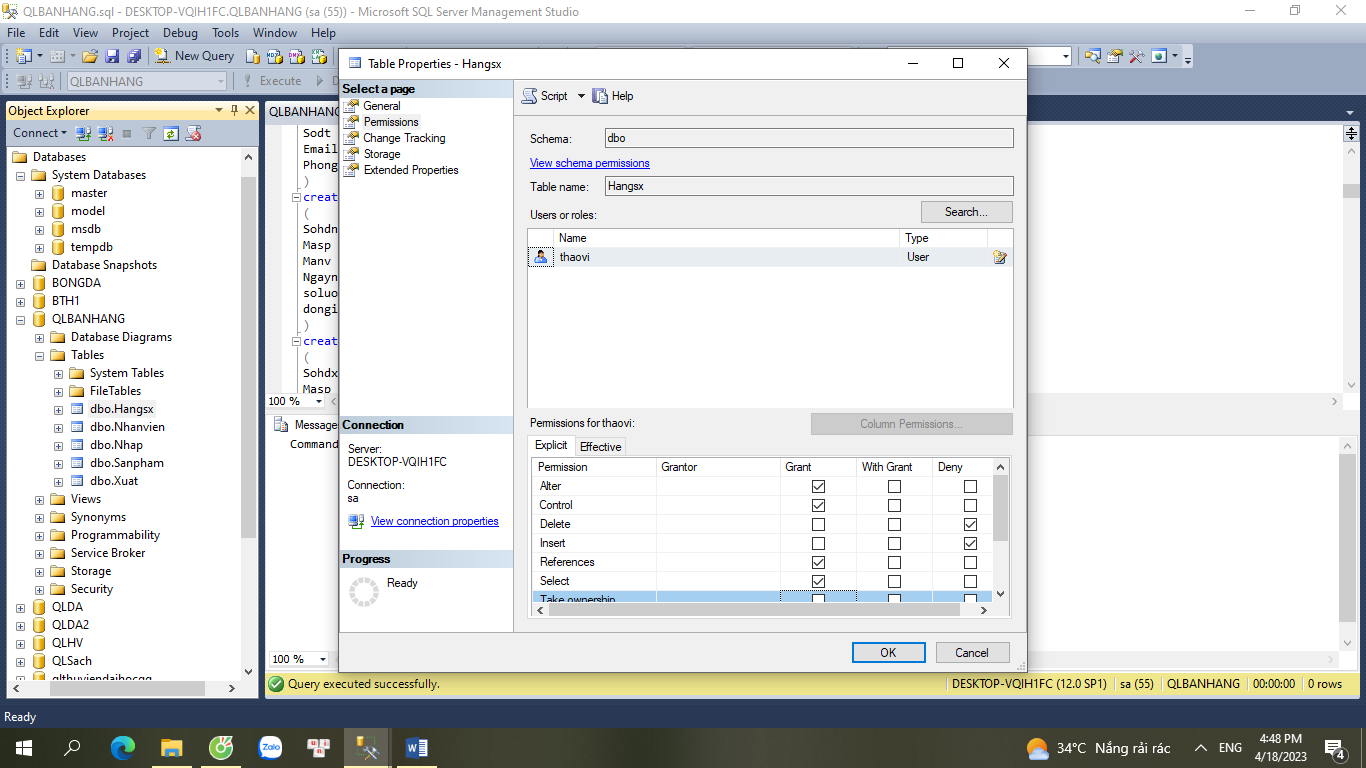 QLBANHANG.sql - DESKTOP-VQIH1FC.QLBANHANG (sa (55)) - Microsoft SQL Server Management Studio
File Edit View Project Debug Tools Window Help
New Query
QLBANHANG
Execute
Object Explorer
Connect
Databases
System Databases
master
model
msdb
tempdb
Database Snapshots
BONGDA
BTH1
QLBANHANG
Database Diagrams
Tables
System Tables
FileTables
dbo.Hangsx
dbo.Nhanvien
dbo.Nhap
dbo.Sanpham
dbo.Xuat
Views
Synonyms
Programmability
Service Broker
Storage
Security
QLDA
QLDA2
QLHV
QLSach
qlthuviendaihocqg
QLBANHANG
Sodt
Email
Phong
)
creat
(
Sohdn
Masp
Manv
Ngayn
soluo
dongi
)
creat
(
Sohdx
Masp
100 %
Messages
Command
100 %
Table Properties - Hangsx
Select a page
General
Permissions
Change Tracking
Storage
Extended Properties
Connection
Server:
DESKTOP-VQIH1FC
Connection:
sa
View connection properties
Progress
Ready
Script Help
Schema: dbo
View schema permissions
Table name: Hangsx
Users or roles: Search...
Name Type
thaovi User
Permissions for thaovi: Column Permissions...
Explicit Effective
Permission Grantor Grant With Grant Deny
Alter
Control
Delete
Insert
References
Select
Take ownership
OK Cancel
Query executed successfully. DESKTOP-VQIH1FC (12.0 SP1) sa (55) QLBANHANG 00:00:00 0 rows
Ready
Zalo
34°C Nắng rải rác ENG 4:48 PM
4/18/2023
4